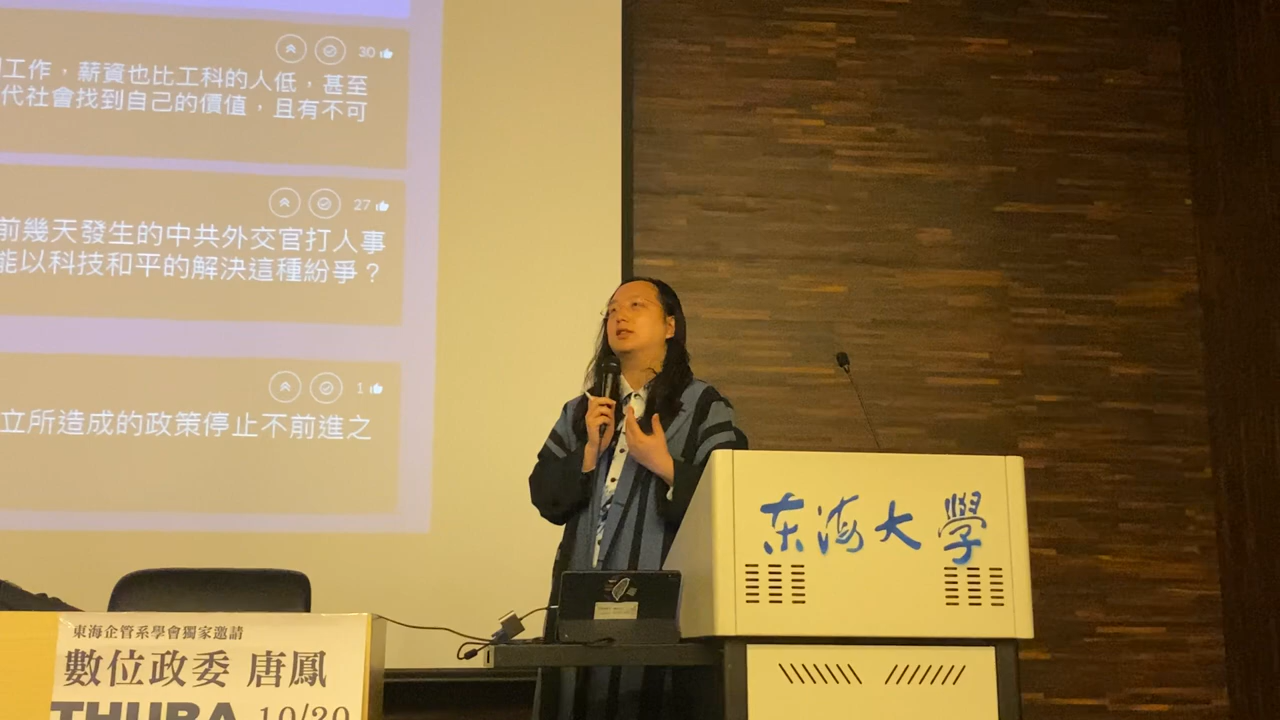 30
工作，薪資也比工科的人低，甚至
代社會找到自己的價值，且有不可
27
前幾天發生的中共外交官打人事
能以科技和平的解決這種紛爭？
1
立所造成的政策停止不前進之
东海大學
東海企管系學會獨家邀請
數位政委 唐鳳
THUBA 10/20